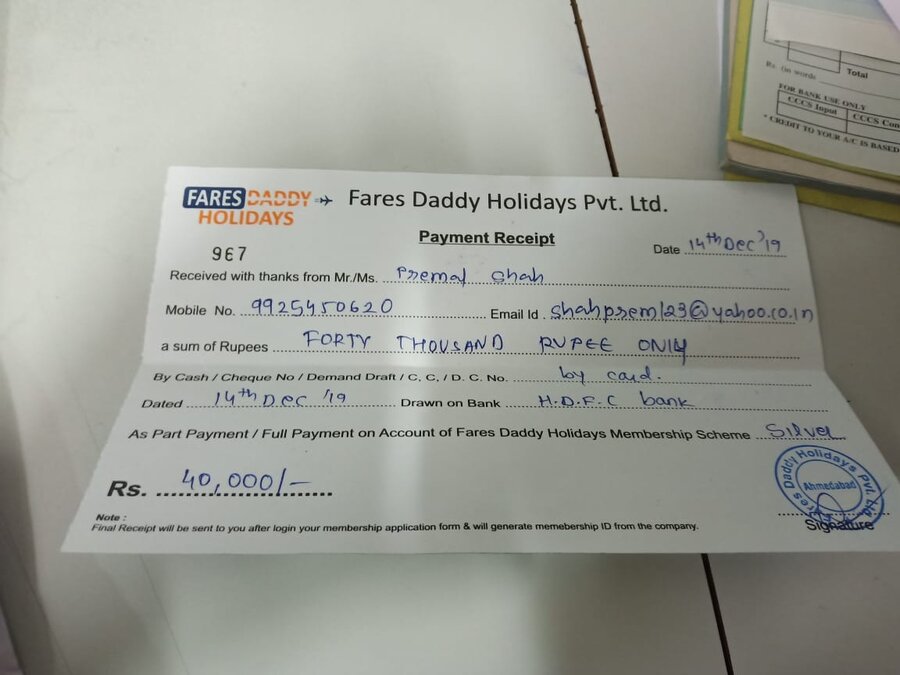 Rs. (in words
Total
FOR BANK USE ONLY
CCCS Input
CCCS Con
* CREDIT TO YOUR A/C IS BASED
FARES DADDY
HOLIDAYS
Fares Daddy Holidays Pvt. Ltd.
Payment Receipt
967
Date 14th Dec '19
Received with thanks from Mr./Ms. Premal Shah
Mobile No. 9925450620 Email Id . shahprem123@yahoo.co.in
a sum of Rupees FORTY THOUSAND RUPEE ONLY
By Cash / Cheque No / Demand Draft / C, C, / D. C. No. by card.
Dated 14th Dec '19 Drawn on Bank H.D.F.C bank
As Part Payment / Full Payment on Account of Fares Daddy Holidays Membership Scheme Silver
Rs. 40,000/-
Fares Daddy Holidays Pvt. Ltd.
Ahmedabad
Signature
Note :
Final Receipt will be sent to you after login your membership application form & will generate memebership ID from the company.